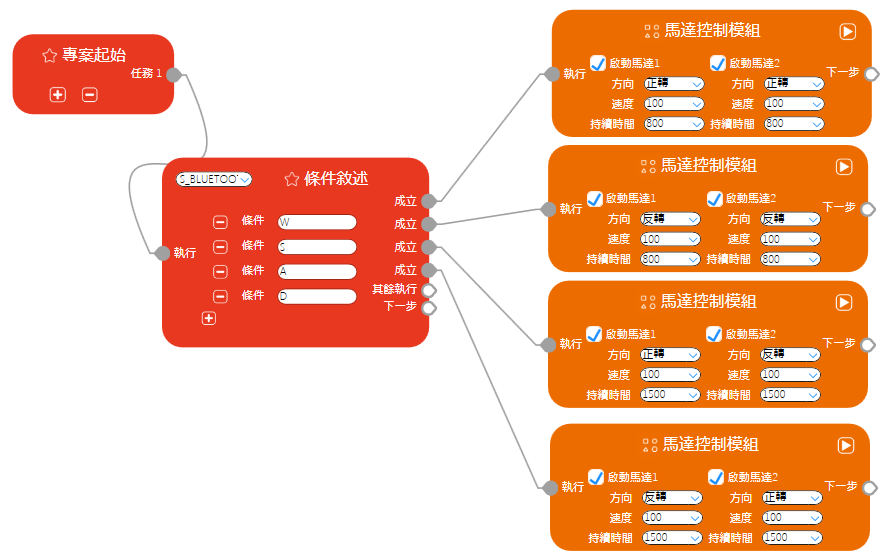 專案起始
任務 1
S_BLUETOO
條件敘述
成立
條件 W
成立
執行
條件 S
成立
條件 A
成立
其餘執行
條件 D
下一步
馬達控制模組
執行
啟動馬達1 啟動馬達2
下一步
方向 正轉 方向 正轉
速度 100 速度 100
持續時間 800 持續時間 800
馬達控制模組
執行
啟動馬達1 啟動馬達2
下一步
方向 反轉 方向 反轉
速度 100 速度 100
持續時間 800 持續時間 800
馬達控制模組
執行
啟動馬達1 啟動馬達2
下一步
方向 正轉 方向 反轉
速度 100 速度 100
持續時間 1500 持續時間 1500
馬達控制模組
執行
啟動馬達1 啟動馬達2
下一步
方向 反轉 方向 正轉
速度 100 速度 100
持續時間 1500 持續時間 1500